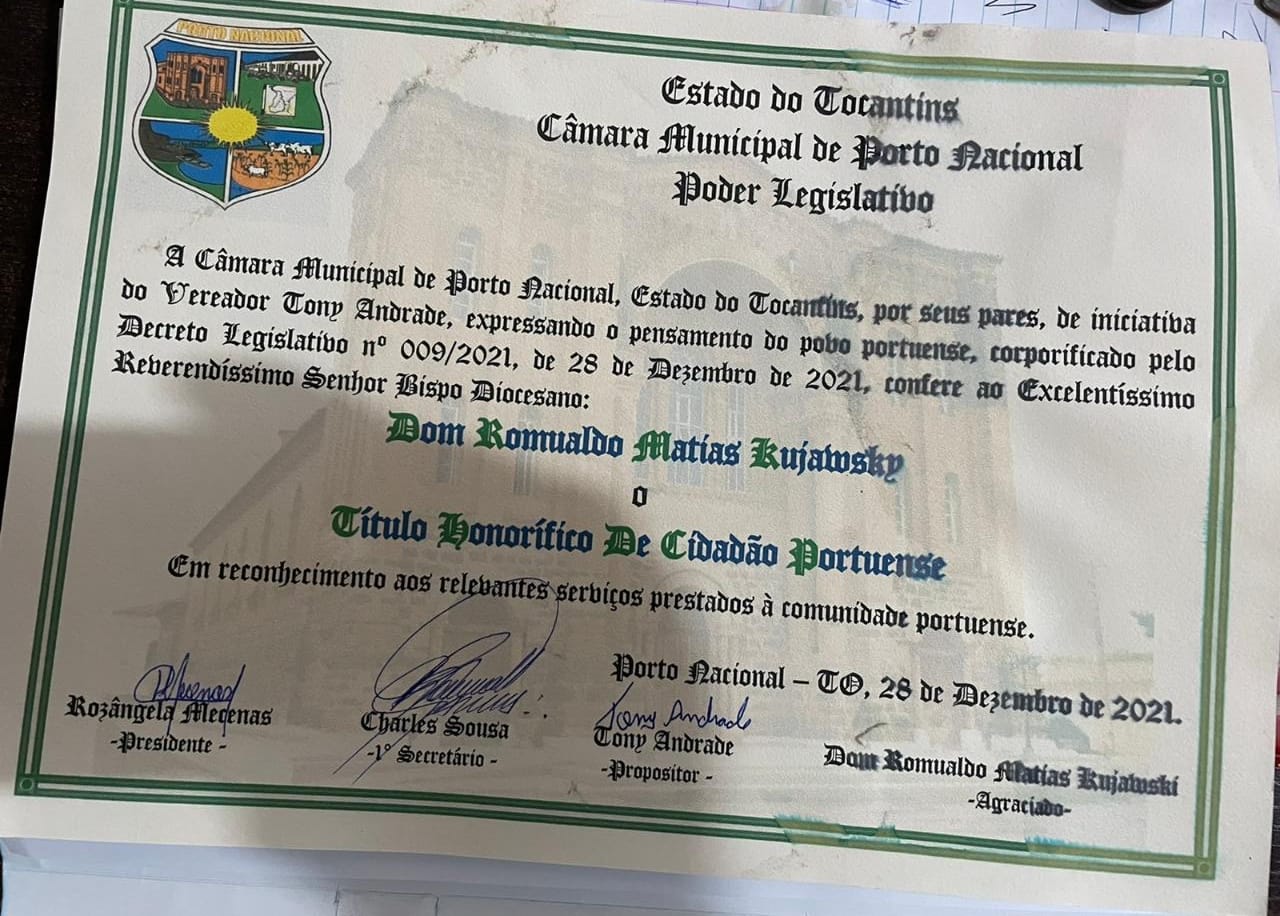 PORTO NACIONAL
Estado do Tocantins
Câmara Municipal de Porto Nacional
Poder Legislativo
A Câmara Municipal de Porto Nacional, Estado do Tocantins, por seus pares, de iniciativa
do Vereador Tony Andrade, expressando o pensamento do povo portuense, corporificado pelo
Decreto Legislativo nº 009/2021, de 28 de Dezembro de 2021, confere ao Excelentíssimo
Reverendíssimo Senhor Bispo Diocesano:
Dom Romualdo Matias Kujawsky
o
Título Honorífico De Cidadão Portuense
Em reconhecimento aos relevantes serviços prestados à comunidade portuense.
Porto Nacional – TO, 28 de Dezembro de 2021.
Rozângela Mecenas
-Presidente -
Charles Sousa
-1º Secretário -
Tony Andrade
Tony Andrade
-Propositor -
Dom Romualdo Matias Kujawski
-Agraciado-